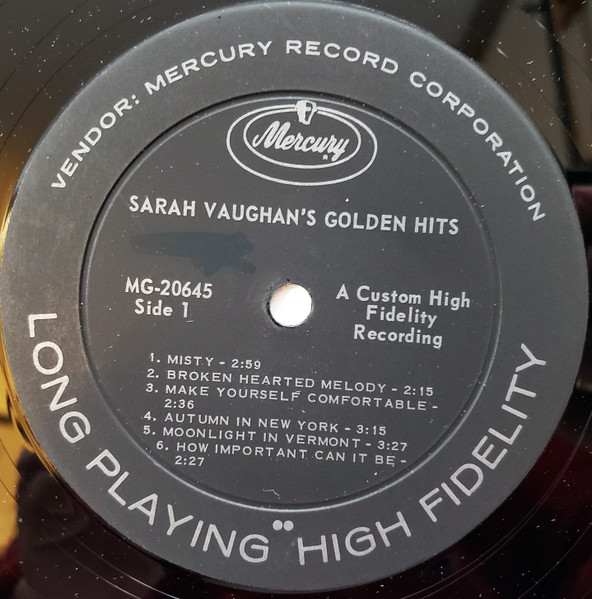 VENDOR: MERCURY RECORD CORPORATION
Mercury
SARAH VAUGHAN'S GOLDEN HITS
MG-20645
Side 1
A Custom High
Fidelity
Recording
1. MISTY - 2:59
2. BROKEN HEARTED MELODY - 2:15
3. MAKE YOURSELF COMFORTABLE -
2:36
4. AUTUMN IN NEW YORK - 3:15
5. MOONLIGHT IN VERMONT - 3:27
6. HOW IMPORTANT CAN IT BE -
2:27
LONG PLAYING HIGH FIDELITY